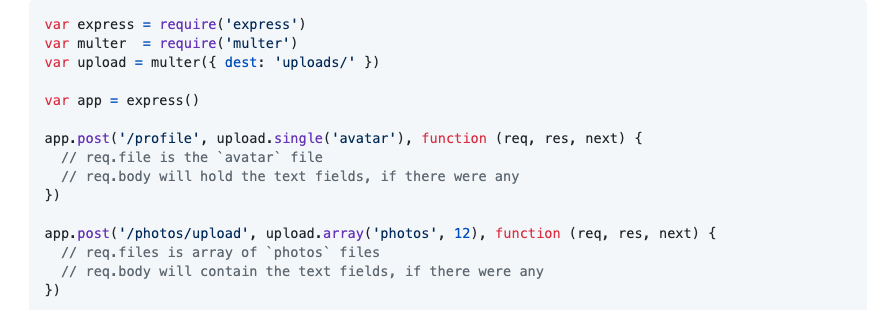 var express = require('express')
var multer  = require('multer')
var upload = multer({ dest: 'uploads/' })

var app = express()

app.post('/profile', upload.single('avatar'), function (req, res, next) {
  // req.file is the `avatar` file
  // req.body will hold the text fields, if there were any
})

app.post('/photos/upload', upload.array('photos', 12), function (req, res, next) {
  // req.files is array of `photos` files
  // req.body will contain the text fields, if there were any
})